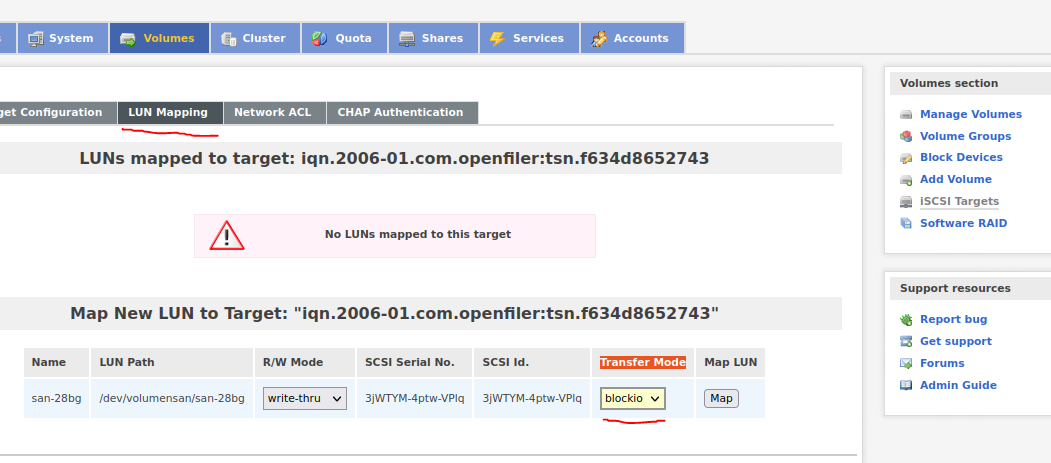 System Volumes Cluster Quota Shares Services Accounts
get Configuration LUN Mapping Network ACL CHAP Authentication
LUNs mapped to target: iqn.2006-01.com.openfiler:tsn.f634d8652743
No LUNs mapped to this target
Map New LUN to Target: "iqn.2006-01.com.openfiler:tsn.f634d8652743"
Name LUN Path R/W Mode SCSI Serial No. SCSI Id. Transfer Mode Map LUN
san-28bg /dev/volumensan/san-28bg write-thru 3jWTYM-4ptw-VPlq 3jWTYM-4ptw-VPlq blockio Map
Volumes section
Manage Volumes
Volume Groups
Block Devices
Add Volume
iSCSI Targets
Software RAID
Support resources
Report bug
Get support
Forums
Admin Guide